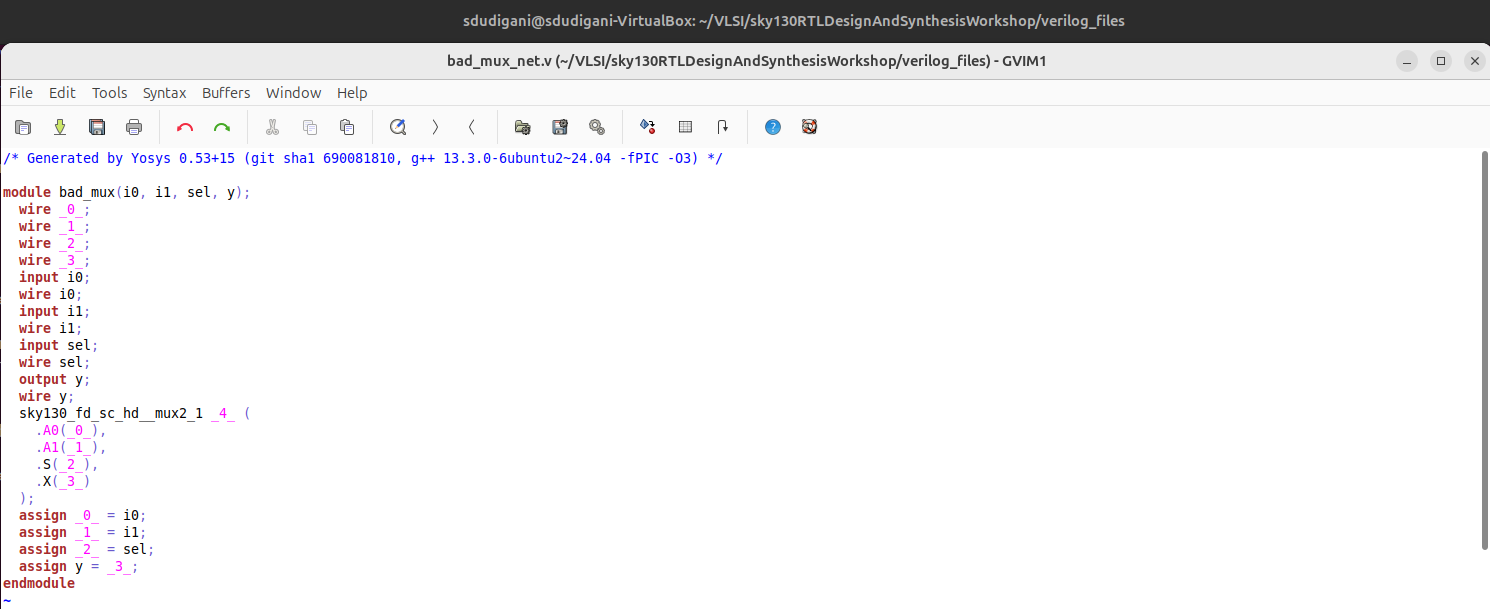 sdudigani@sdudigani-VirtualBox: ~/VLSI/sky130RTLDesignAndSynthesisWorkshop/verilog_files
bad_mux_net.v (~/VLSI/sky130RTLDesignAndSynthesisWorkshop/verilog_files) - GVIM1
File Edit Tools Syntax Buffers Window Help
/* Generated by Yosys 0.53+15 (git sha1 690081810, g++ 13.3.0-6ubuntu2~24.04 -fPIC -O3) */
module bad_mux(i0, i1, sel, y);
  wire _0_;
  wire _1_;
  wire _2_;
  wire _3_;
  input i0;
  wire i0;
  input i1;
  wire i1;
  input sel;
  wire sel;
  output y;
  wire y;
  sky130_fd_sc_hd__mux2_1 _4_ (
    .A0(_0_),
    .A1(_1_),
    .S(_2_),
    .X(_3_)
  );
  assign _0_ = i0;
  assign _1_ = i1;
  assign _2_ = sel;
  assign y = _3_;
endmodule
~